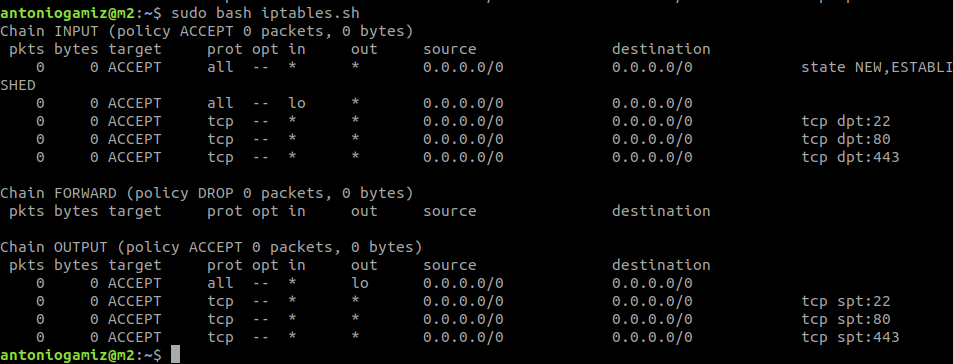 antoniogamiz@m2:~$ sudo bash iptables.sh
Chain INPUT (policy ACCEPT 0 packets, 0 bytes)
 pkts bytes target     prot opt in     out     source               destination
    0     0 ACCEPT     all  --  *      *       0.0.0.0/0            0.0.0.0/0            state NEW,ESTABLI
SHED
    0     0 ACCEPT     all  --  lo     *       0.0.0.0/0            0.0.0.0/0
    0     0 ACCEPT     tcp  --  *      *       0.0.0.0/0            0.0.0.0/0            tcp dpt:22
    0     0 ACCEPT     tcp  --  *      *       0.0.0.0/0            0.0.0.0/0            tcp dpt:80
    0     0 ACCEPT     tcp  --  *      *       0.0.0.0/0            0.0.0.0/0            tcp dpt:443
Chain FORWARD (policy DROP 0 packets, 0 bytes)
 pkts bytes target     prot opt in     out     source               destination
Chain OUTPUT (policy ACCEPT 0 packets, 0 bytes)
 pkts bytes target     prot opt in     out     source               destination
    0     0 ACCEPT     all  --  *      lo      0.0.0.0/0            0.0.0.0/0
    0     0 ACCEPT     tcp  --  *      *       0.0.0.0/0            0.0.0.0/0            tcp spt:22
    0     0 ACCEPT     tcp  --  *      *       0.0.0.0/0            0.0.0.0/0            tcp spt:80
    0     0 ACCEPT     tcp  --  *      *       0.0.0.0/0            0.0.0.0/0            tcp spt:443
antoniogamiz@m2:~$